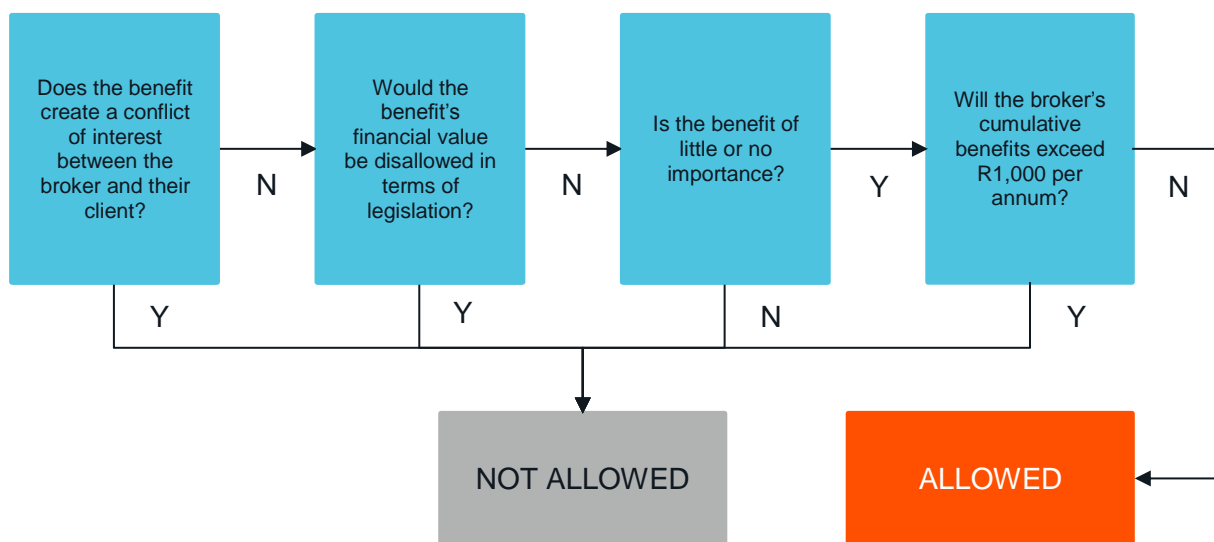 Does the benefit
create a conflict
of interest
between the
broker and their
client?
N
Would the
benefit’s
financial value
be disallowed in
terms of
legislation?
N
Is the benefit of
little or no
importance?
Y
Will the broker’s
cumulative
benefits exceed
R1,000 per
annum?
N
Y
Y
N
Y
NOT ALLOWED
ALLOWED